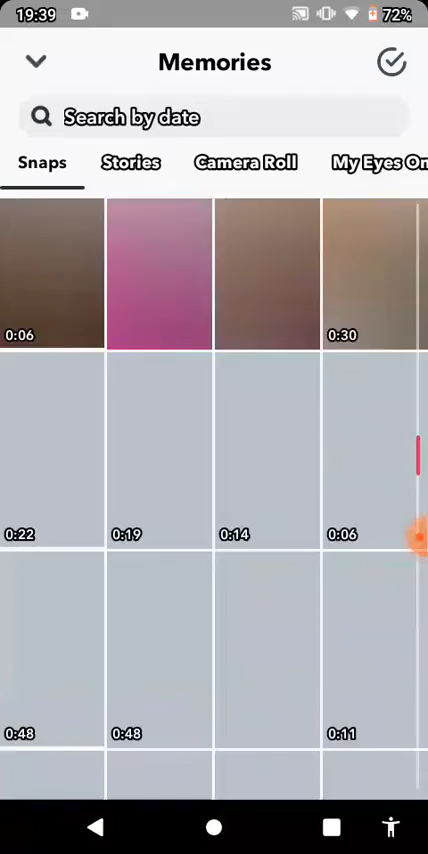 19:39 72%
Memories
Search by date
Snaps Stories Camera Roll My Eyes On
0:06 0:30
0:22 0:19 0:14 0:06
0:48 0:48 0:11